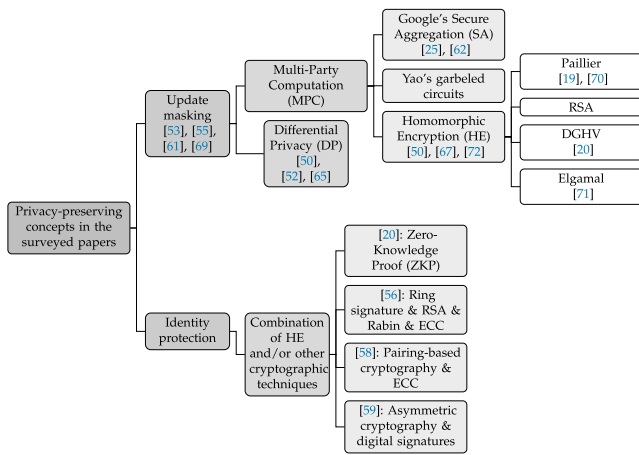 Privacy-preserving
concepts in the
surveyed papers
Update
masking
[53], [55],
[61], [69]
Multi-Party
Computation
(MPC)
Google's Secure
Aggregation (SA)
[25], [62]
Yao's garbeled
circuits
Homomorphic
Encryption (HE)
[50], [67], [72]
Paillier
[19], [70]
RSA
DGHV
[20]
Elgamal
[71]
Differential
Privacy (DP)
[50],
[52], [65]
Identity
protection
Combination
of HE
and/or other
cryptographic
techniques
[20]: Zero-
Knowledge
Proof (ZKP)
[56]: Ring
signature & RSA &
Rabin & ECC
[58]: Pairing-based
cryptography &
ECC
[59]: Asymmetric
cryptography &
digital signatures